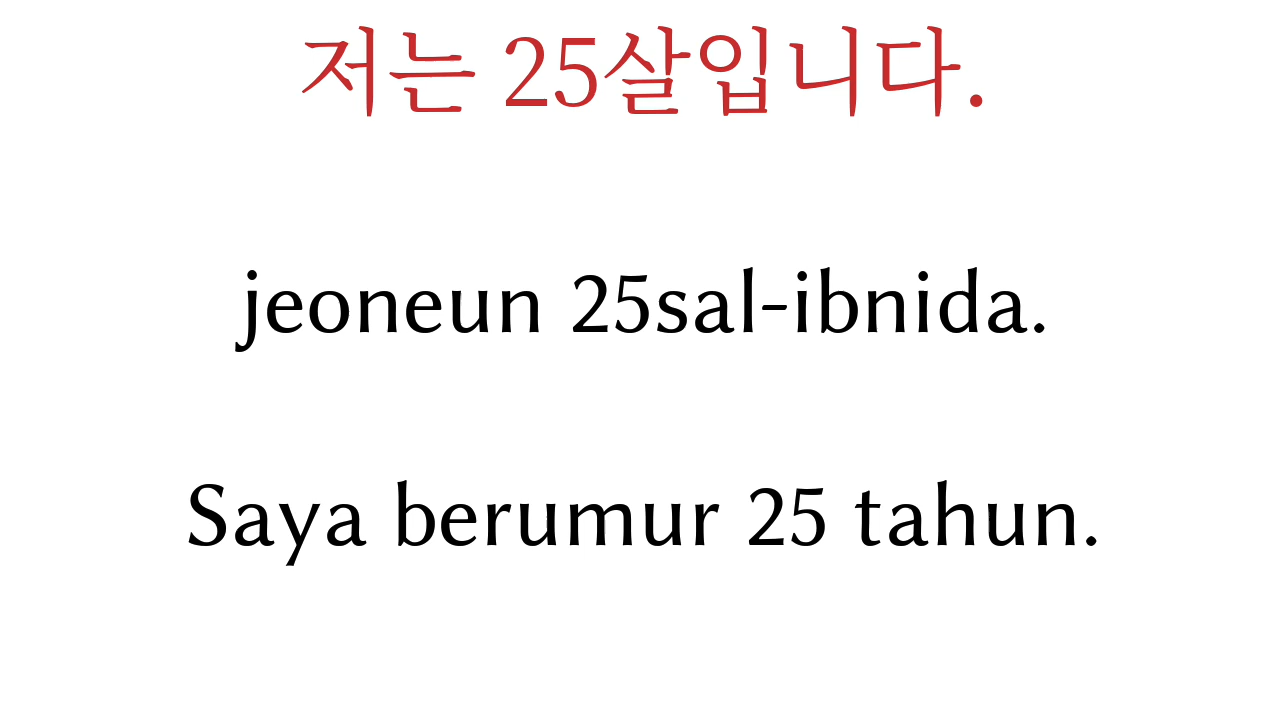 저는 25살입니다.
jeoneun 25sal-ibnida.
Saya berumur 25 tahun.